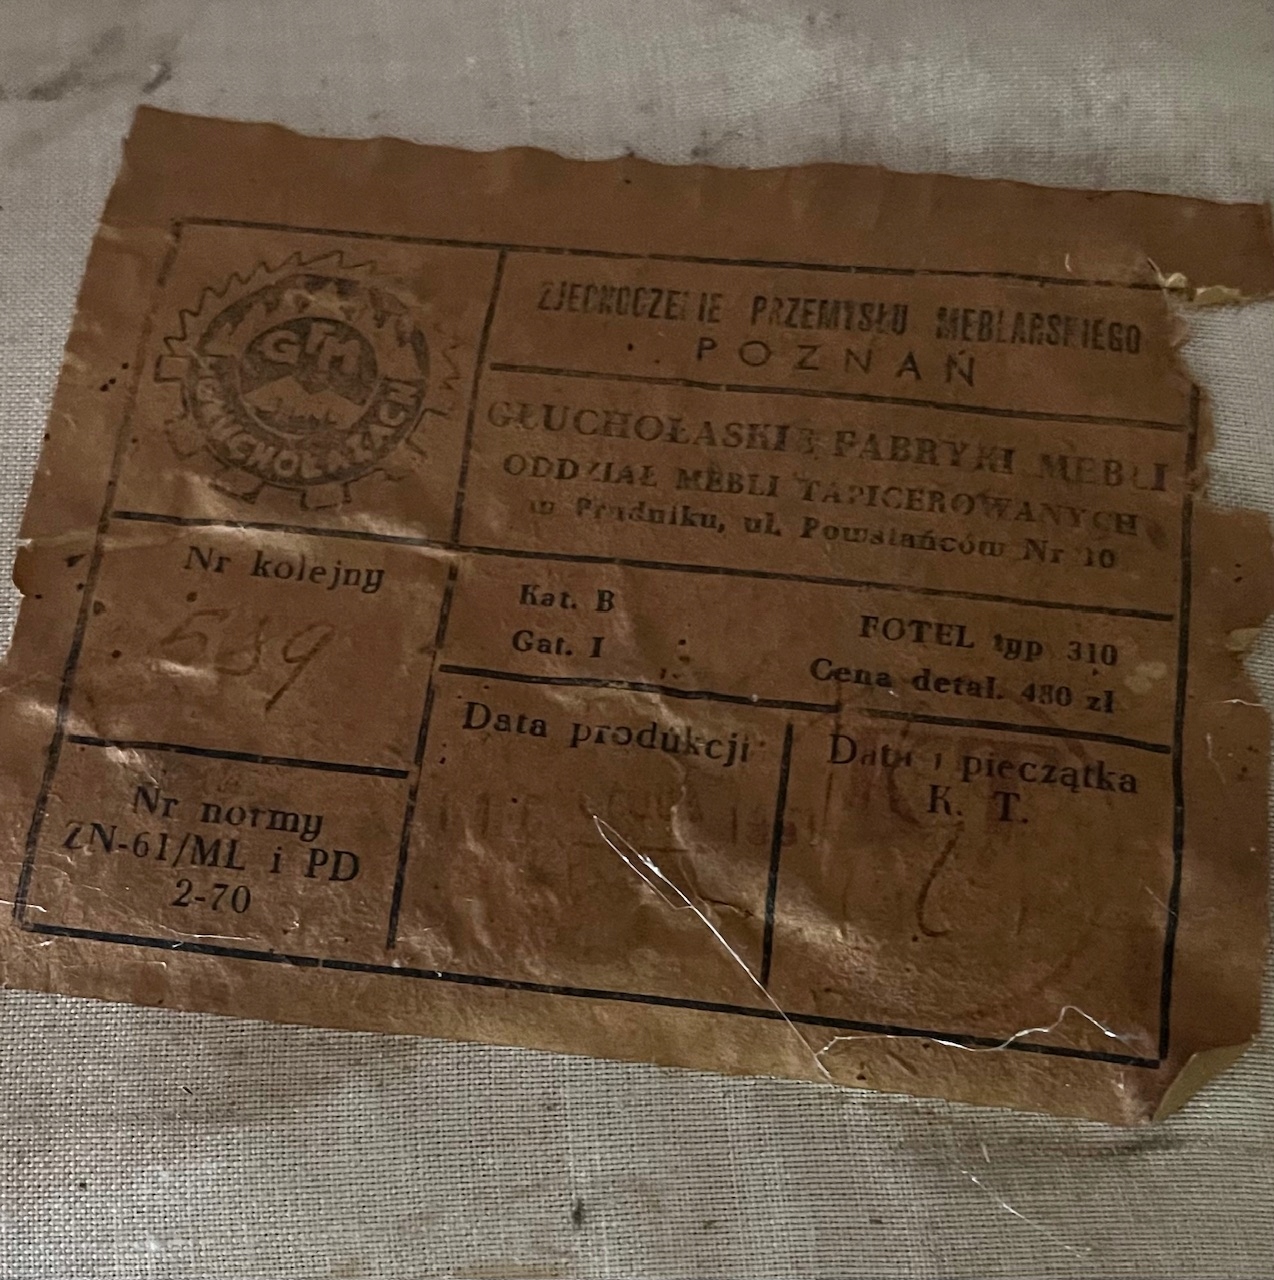 GFM
ZJEDNOCZENIE PRZEMYSŁU MEBLARSKIEGO
POZNAŃ
GŁUCHOŁASKIE FABRYKI MEBLI
ODDZIAŁ MEBLI TAPICEROWANYCH
w Prudniku, ul. Powstańców Nr 10
Nr kolejny
589
Kat. B
Gat. I
FOTEL typ 310
Cena detal. 480 zł
Nr normy
ZN-61/ML i PD
2-70
Data produkcji
Data i pieczątka
K. T.